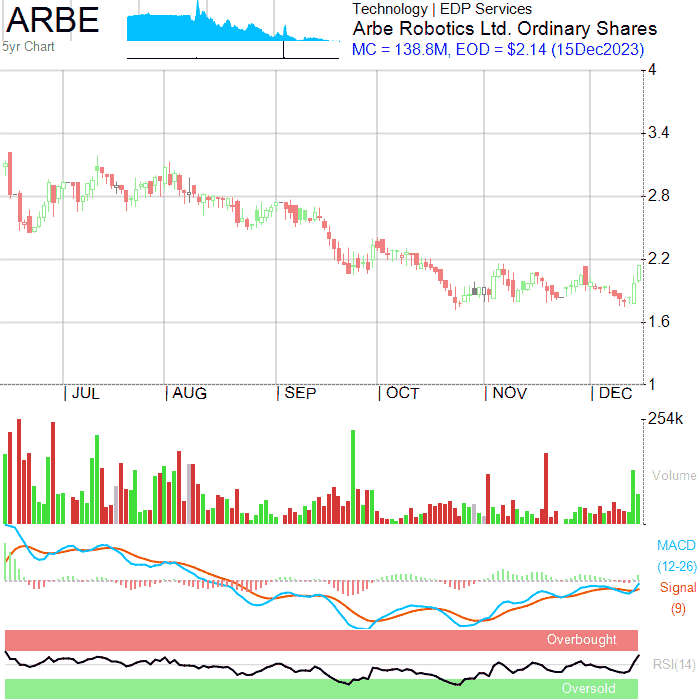 ARBE
5yr Chart
Technology | EDP Services
Arbe Robotics Ltd. Ordinary Shares
MC = 138.8M, EOD = $2.14 (15Dec2023)
4
3.4
2.8
2.2
1.6
1
| JUL | AUG | SEP | OCT | NOV | DEC
254k
Volume
MACD
(12-26)
Signal
(9)
Overbought
RSI(14)
Oversold